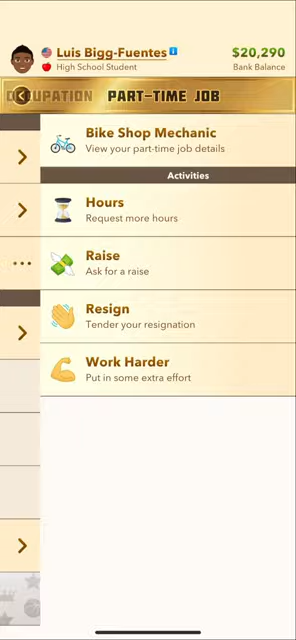 Luis Bigg-Fuentes i
$20,290
High School Student
Bank Balance
OCCUPATION PART-TIME JOB
Bike Shop Mechanic
View your part-time job details
Activities
Hours
Request more hours
Raise
Ask for a raise
Resign
Tender your resignation
Work Harder
Put in some extra effort